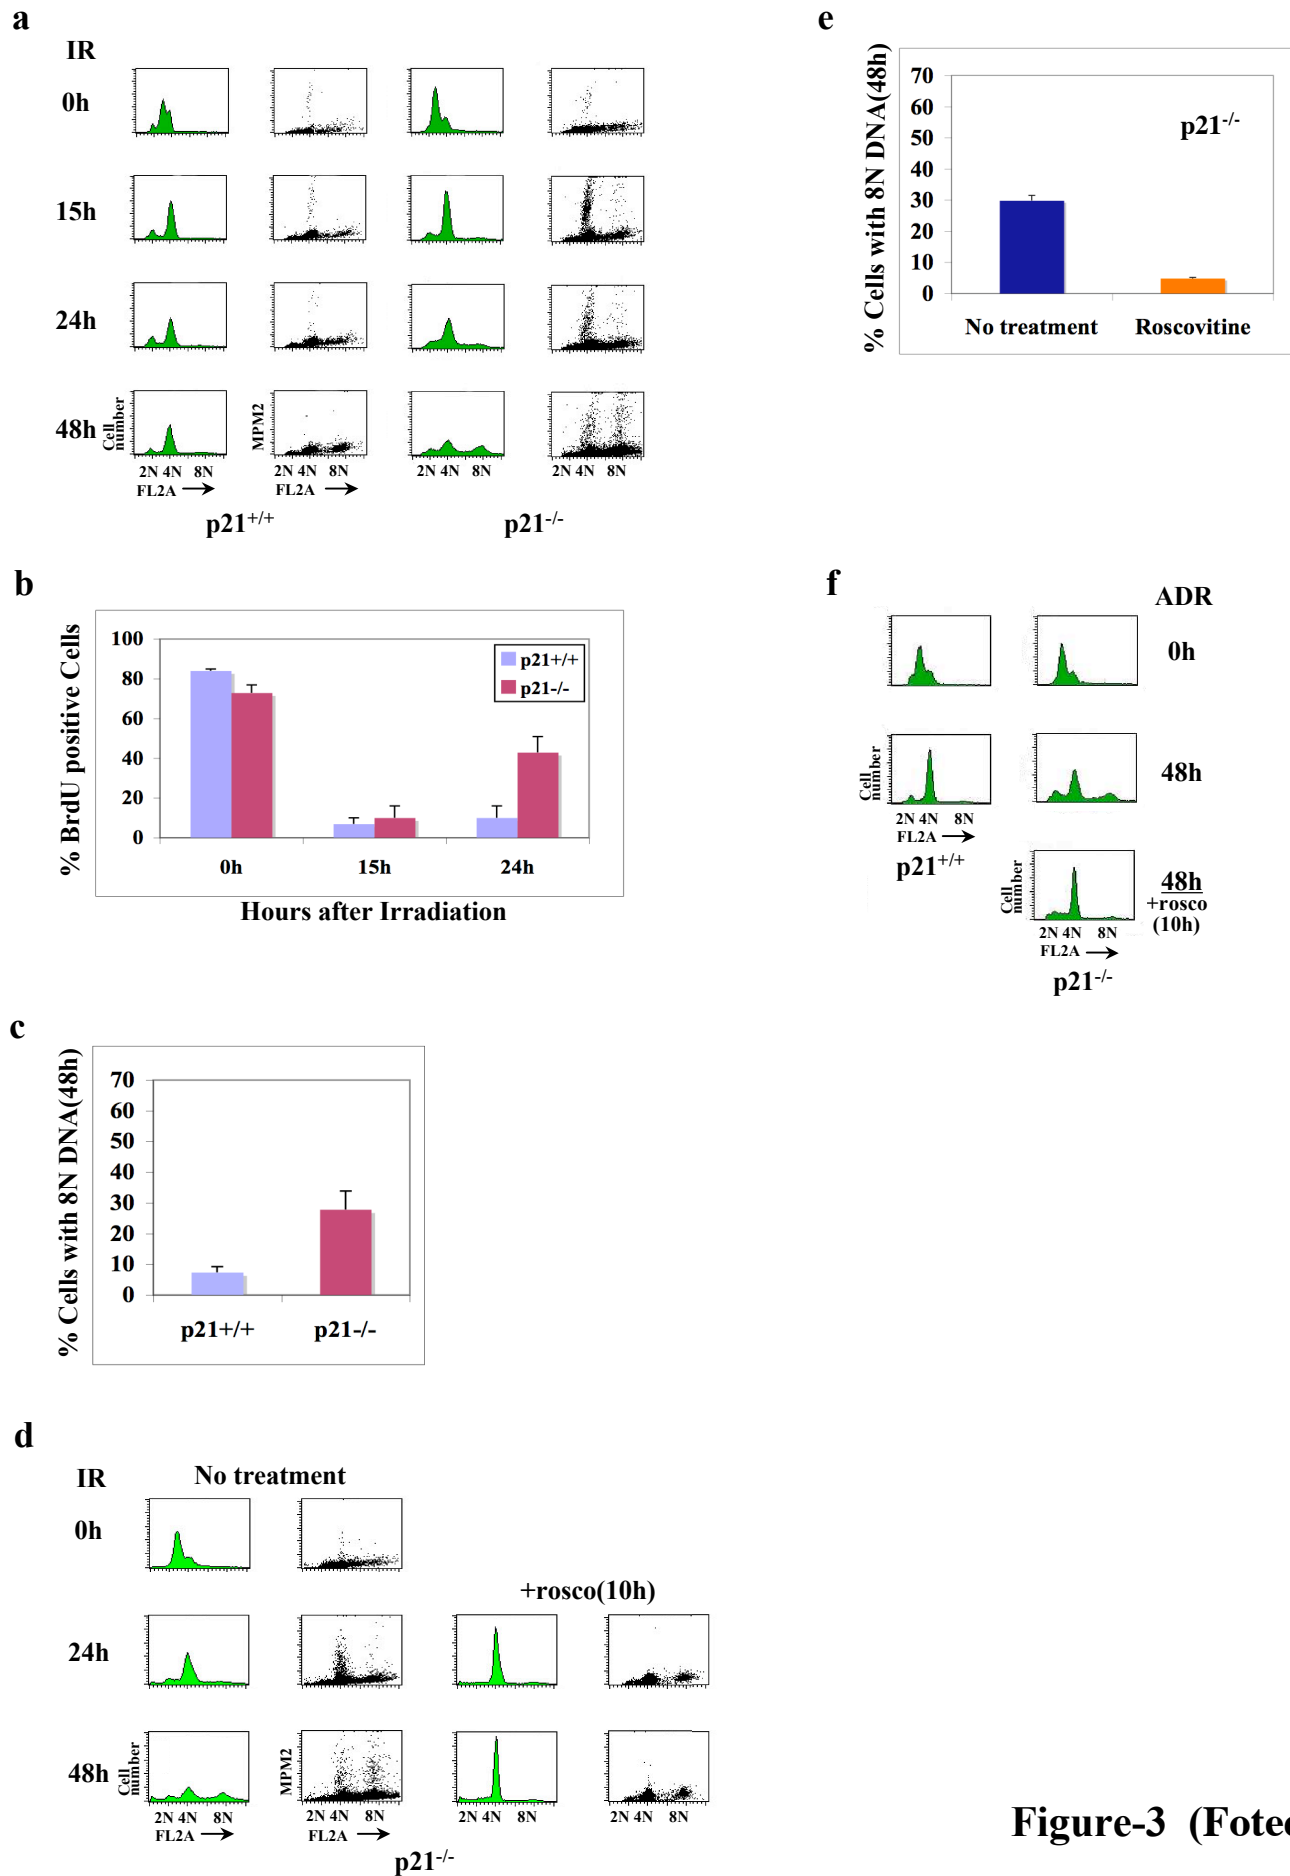 a
IR
0h
15h
24h
48h
Cell number
MPM2
2N 4N 8N
2N 4N 8N
2N 4N 8N
2N 4N 8N
FL2A
FL2A
p21+/+
p21-/-
b
% BrdU positive Cells
100
80
60
40
20
0
p21+/+
p21-/-
0h
15h
24h
Hours after Irradiation
c
% Cells with 8N DNA(48h)
70
60
50
40
30
20
10
0
p21+/+
p21-/-
d
IR
No treatment
0h
+rosco(10h)
24h
48h
Cell number
MPM2
2N 4N 8N
2N 4N 8N
2N 4N 8N
2N 4N 8N
FL2A
FL2A
p21-/-
e
% Cells with 8N DNA(48h)
70
60
50
40
30
20
10
0
p21-/-
No treatment
Roscovitine
f
ADR
0h
48h
Cell number
2N 4N 8N
FL2A
p21+/+
Cell number
48h
+rosco
(10h)
2N 4N 8N
FL2A
p21-/-
Figure-3 (Fotec